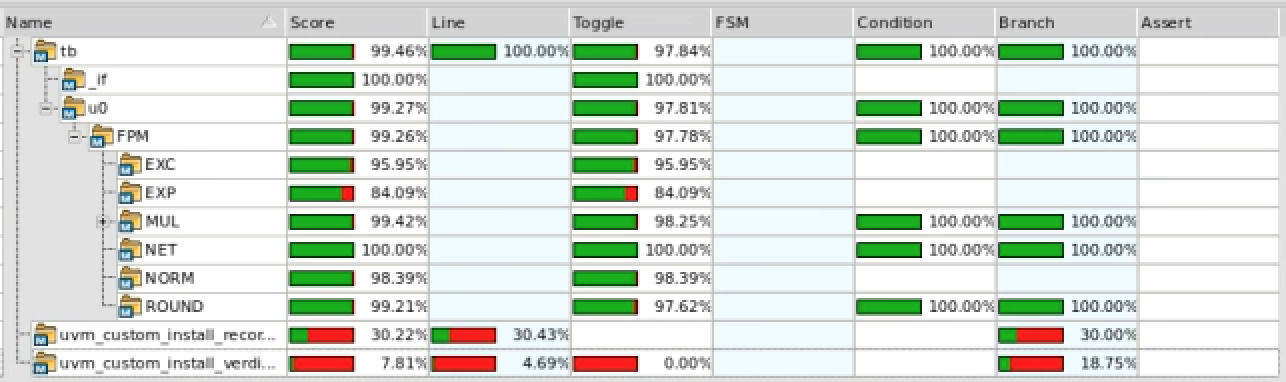 Name Score Line Toggle FSM Condition Branch Assert
tb 99.46% 100.00% 97.84% 100.00% 100.00%
_if 100.00% 100.00%
u0 99.27% 97.81% 100.00% 100.00%
FPM 99.26% 97.78% 100.00% 100.00%
EXC 95.95% 95.95%
EXP 84.09% 84.09%
MUL 99.42% 98.25% 100.00% 100.00%
NET 100.00% 100.00% 100.00% 100.00%
NORM 98.39% 98.39%
ROUND 99.21% 97.62% 100.00% 100.00%
uvm_custom_install_recor... 30.22% 30.43% 30.00%
uvm_custom_install_verdi... 7.81% 4.69% 0.00% 18.75%